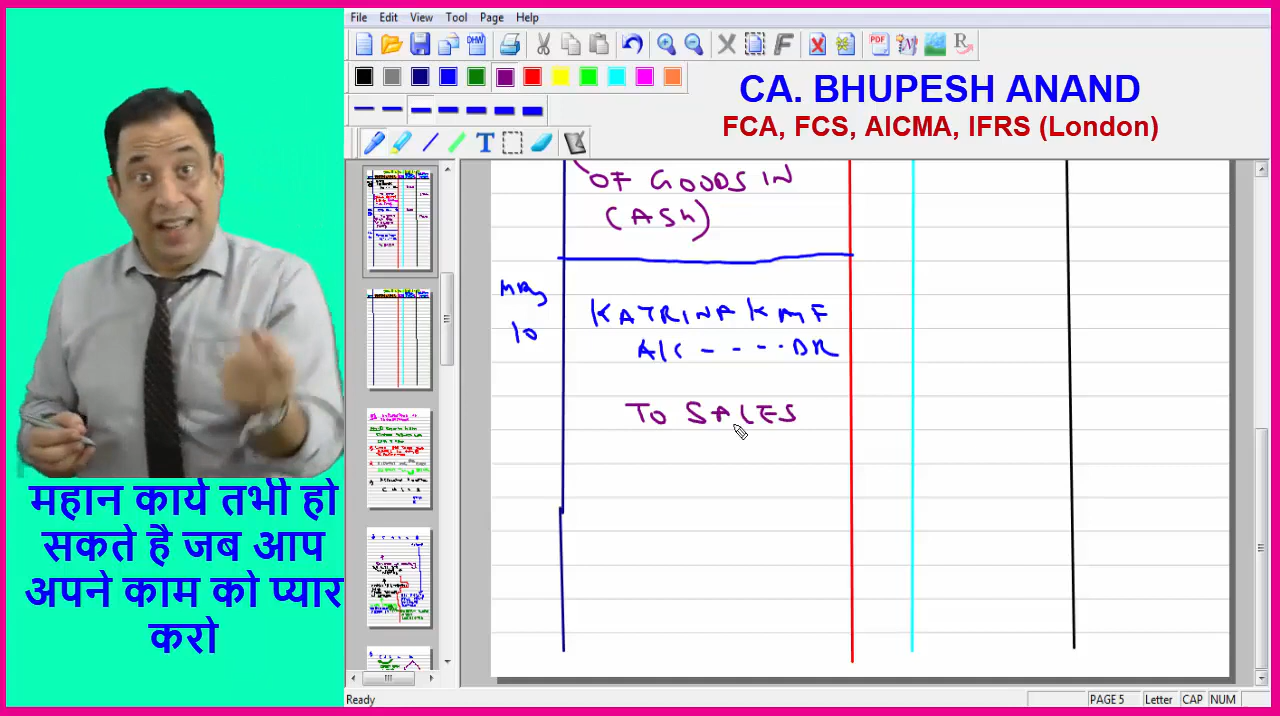 File Edit View Tool Page Help
CA. BHUPESH ANAND
FCA, FCS, AICMA, IFRS (London)
OF GOODS IN
(CASH)
MAY
10
KATRINA KAIF
A/C - - - - - DR
TO SALES
महान कार्य तभी हो
सकते है जब आप
अपने काम को प्यार
करो
Ready
PAGE 5 Letter CAP NUM